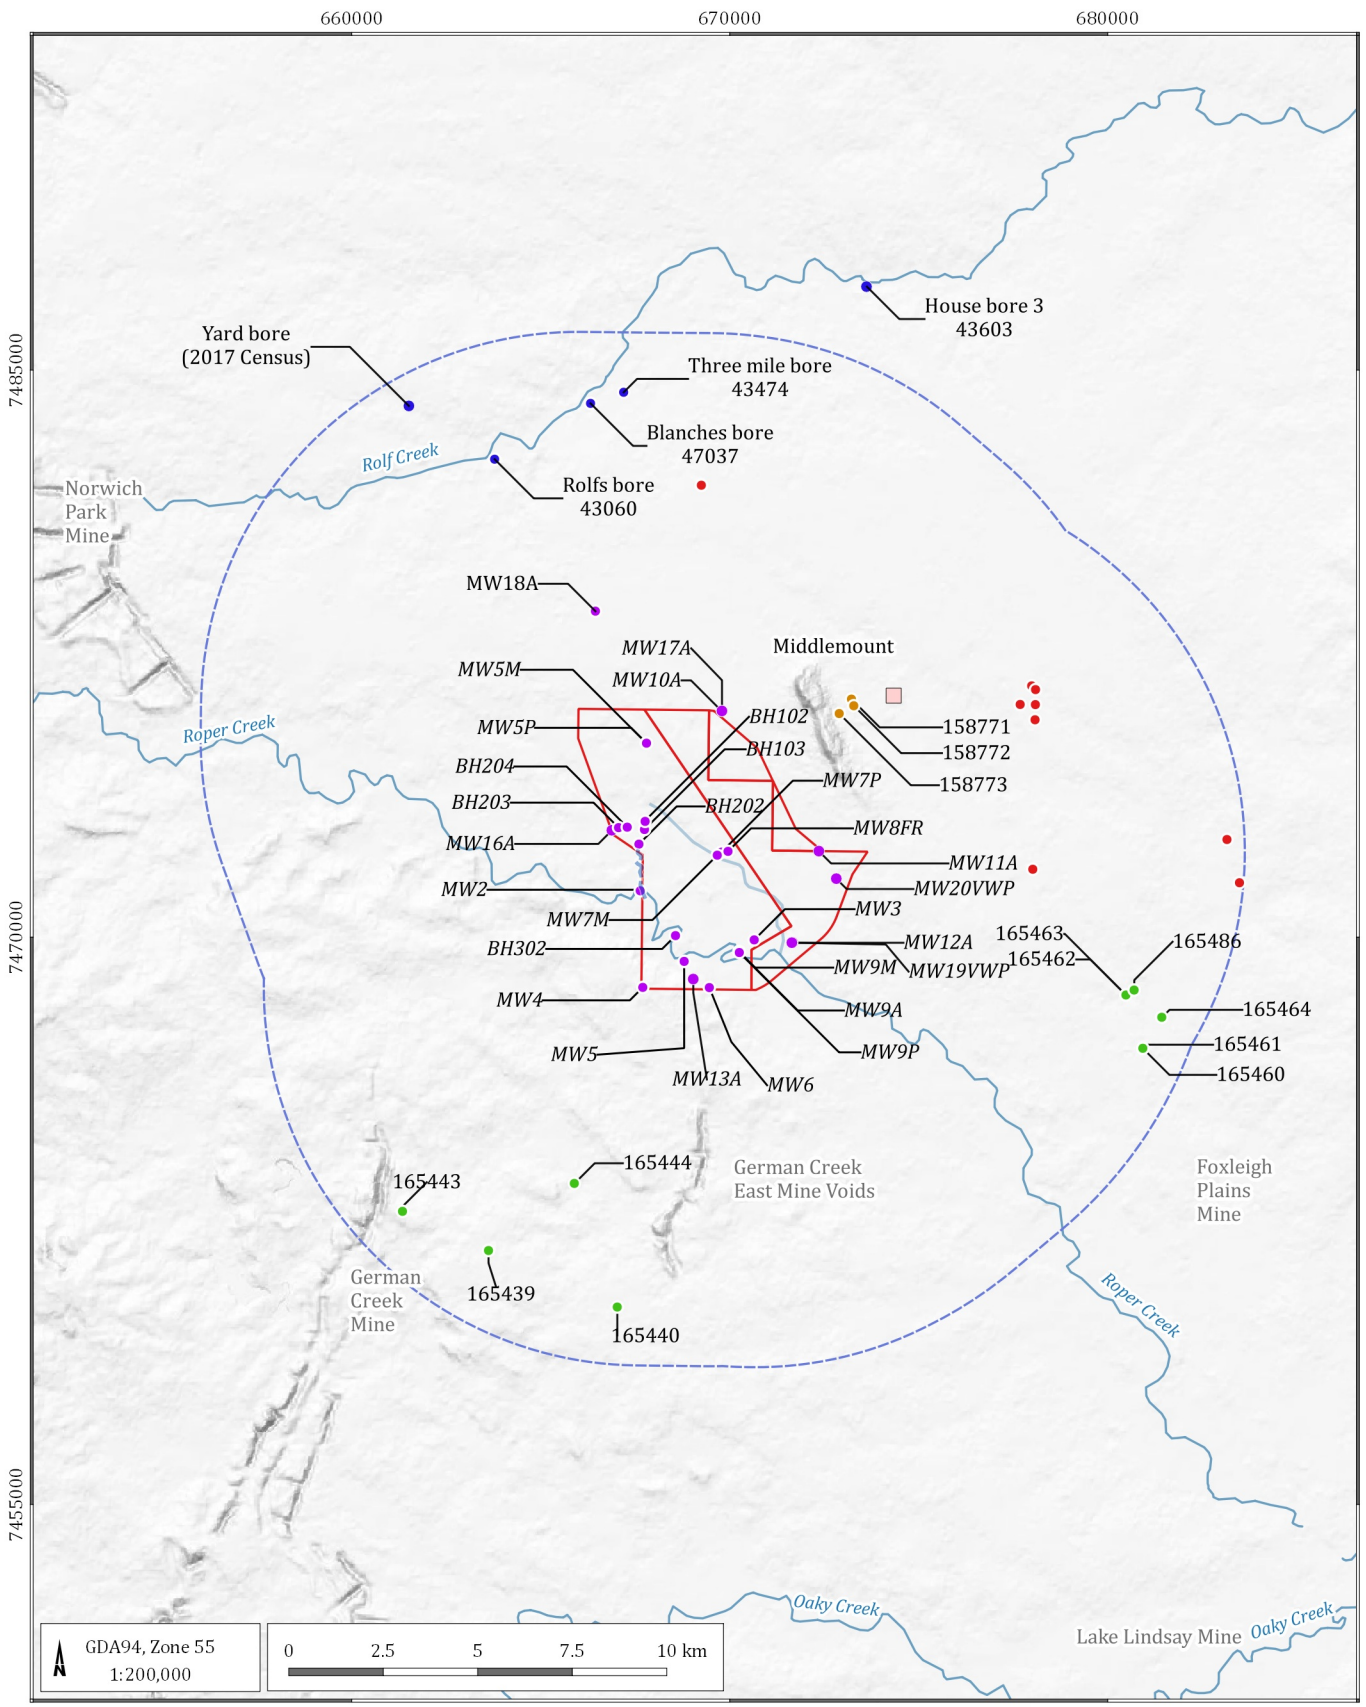 660000
670000
680000
7485000
7470000
7455000
House bore 3
43603
Yard bore
(2017 Census)
Three mile bore
43474
Blanches bore
47037
Rolf Creek
Rolfs bore
43060
Norwich
Park
Mine
MW18A
MW17A
Middlemount
MW5M
MW10A
BH102
158771
MW5P
Roper Creek
BH103
158772
BH204
MW7P
158773
BH203
BH202
MW8FR
MW16A
MW11A
MW2
MW20VWP
MW7M
MW3
165463
165486
BH302
MW12A
165462
MW9M
MW19VWP
MW4
MW9A
165464
165461
MW5
MW9P
165460
MW13A
MW6
165444
165443
German Creek
East Mine Voids
Foxleigh
Plains
Mine
165439
German
Creek
Mine
165440
Roper Creek
Oaky Creek
Lake Lindsay Mine
Oaky Creek
N
GDA94, Zone 55
1:200,000
0 2.5 5 7.5 10 km